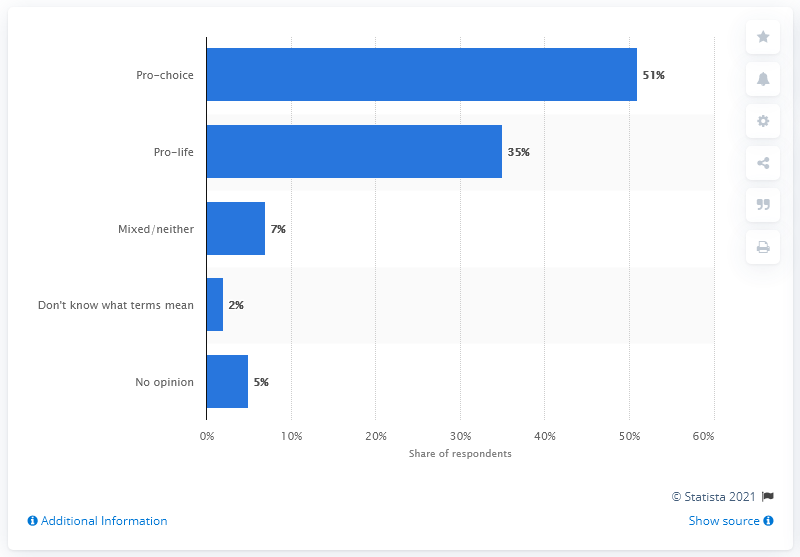 Pro-choice
51%
Pro-life
35%
Mixed/neither
7%
Don't know what terms mean
2%
No opinion
5%
0% 10% 20% 30% 40% 50% 60%
Share of respondents
© Statista 2021
Additional Information
Show source